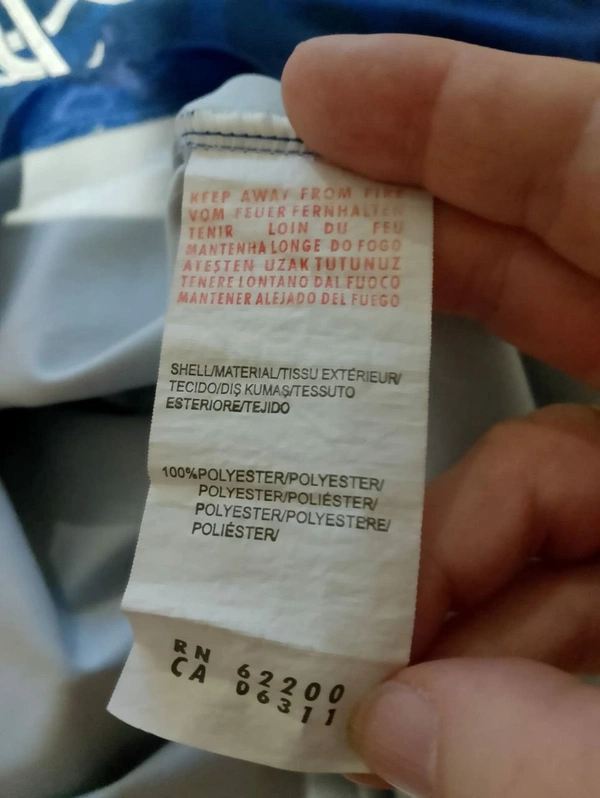 KEEP AWAY FROM FIRE
VOM FEUER FERNHALTEN
TENIR LOIN DU FEU
MANTENHA LONGE DO FOGO
ATESTEN UZAK TUTUNUZ
TENERE LONTANO DAL FUOCO
MANTENER ALEJADO DEL FUEGO
SHELL/MATERIAL/TISSU EXTÉRIEUR/
TECIDO/DIŞ KUMAŞ/TESSUTO
ESTERIORE/TEJIDO
100%POLYESTER/POLYESTER/
POLYESTER/POLIÉSTER/
POLYESTER/POLYESTERE/
POLIÉSTER/
RN 62200
CA 06311